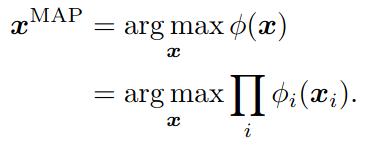 x^MAP = arg max_x ϕ(x)
= arg max_x ∏_i ϕ_i(x_i).